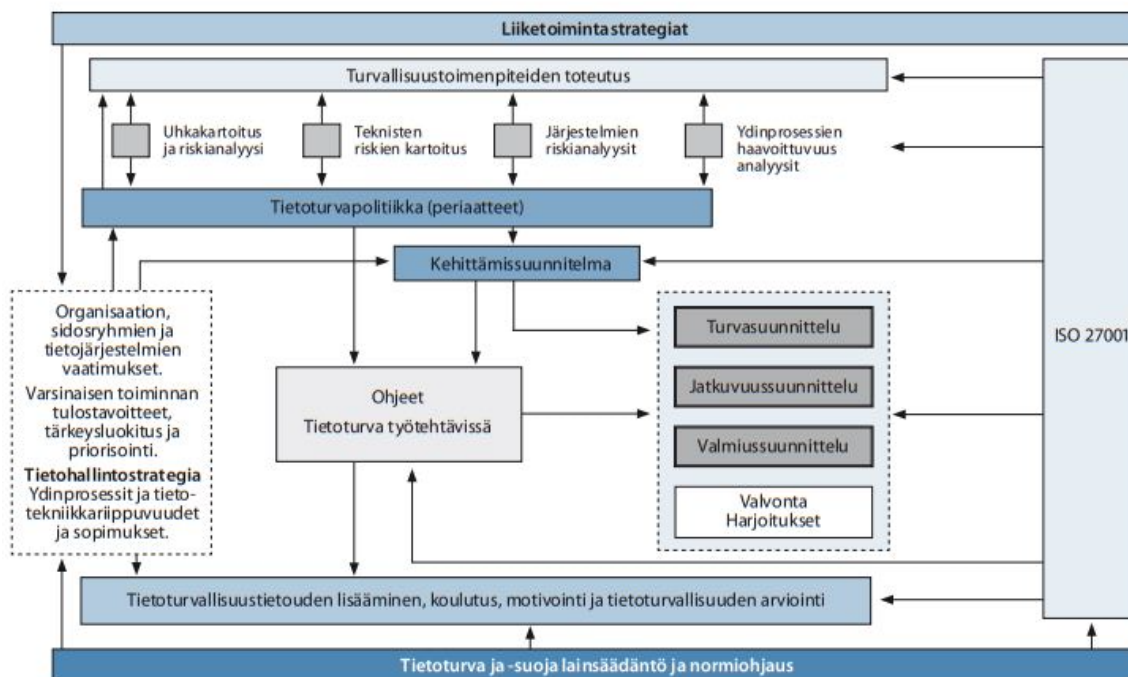 Liiketoimintastrategiat
Turvallisuustoimenpiteiden toteutus
Uhkakartoitus
ja riskianalyysi
Teknisten
riskien kartoitus
Järjestelmien
riskianalyysit
Ydinprosessien
haavoittuvuus
analyysit
Tietoturvapolitiikka (periaatteet)
Kehittämissuunnitelma
Organisaation,
sidosryhmien ja
tietojärjestelmien
vaatimukset.
Varsinaisen toiminnan
tulostavoitteet,
tärkeysluokitus ja
priorisointi.
Tietohallintostrategia
Ydinprosessit ja tieto-
tekniikkariippuvuudet
ja sopimukset.
Ohjeet
Tietoturva työtehtävissä
Turvasuunnittelu
Jatkuvuussuunnittelu
Valmiussuunnittelu
Valvonta
Harjoitukset
ISO 27001
Tietoturvallisuustietouden lisääminen, koulutus, motivointi ja tietoturvallisuuden arviointi
Tietoturva ja -suoja lainsäädäntö ja normiohjaus